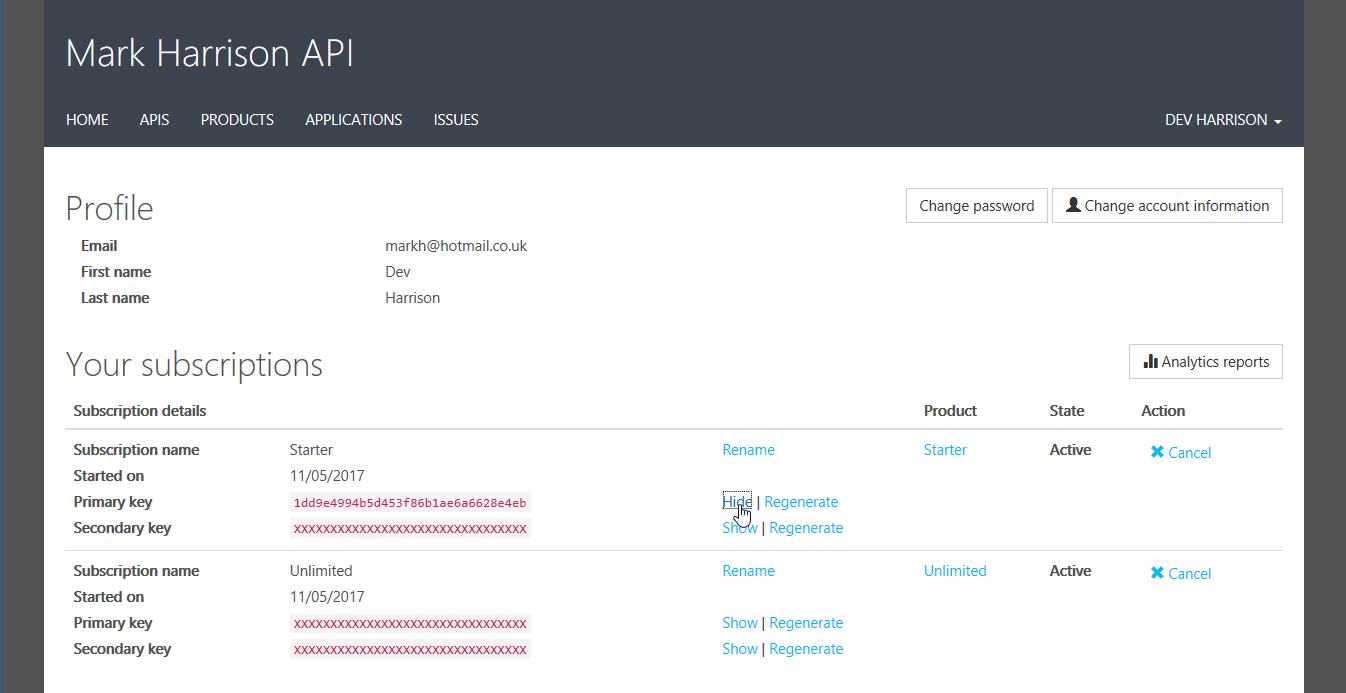 Mark Harrison API
HOME APIS PRODUCTS APPLICATIONS ISSUES DEV HARRISON
Profile Change password Change account information
Email markh@hotmail.co.uk
First name Dev
Last name Harrison
Your subscriptions Analytics reports
Subscription details Product State Action
Subscription name Starter Rename Starter Active Cancel
Started on 11/05/2017
Primary key 1dd9e4994b5d453f86b1ae6a6628e4eb Hide | Regenerate
Secondary key XXXXXXXXXXXXXXXXXXXXXXXXXXXXXXXX Show | Regenerate
Subscription name Unlimited Rename Unlimited Active Cancel
Started on 11/05/2017
Primary key XXXXXXXXXXXXXXXXXXXXXXXXXXXXXXXX Show | Regenerate
Secondary key XXXXXXXXXXXXXXXXXXXXXXXXXXXXXXXX Show | Regenerate